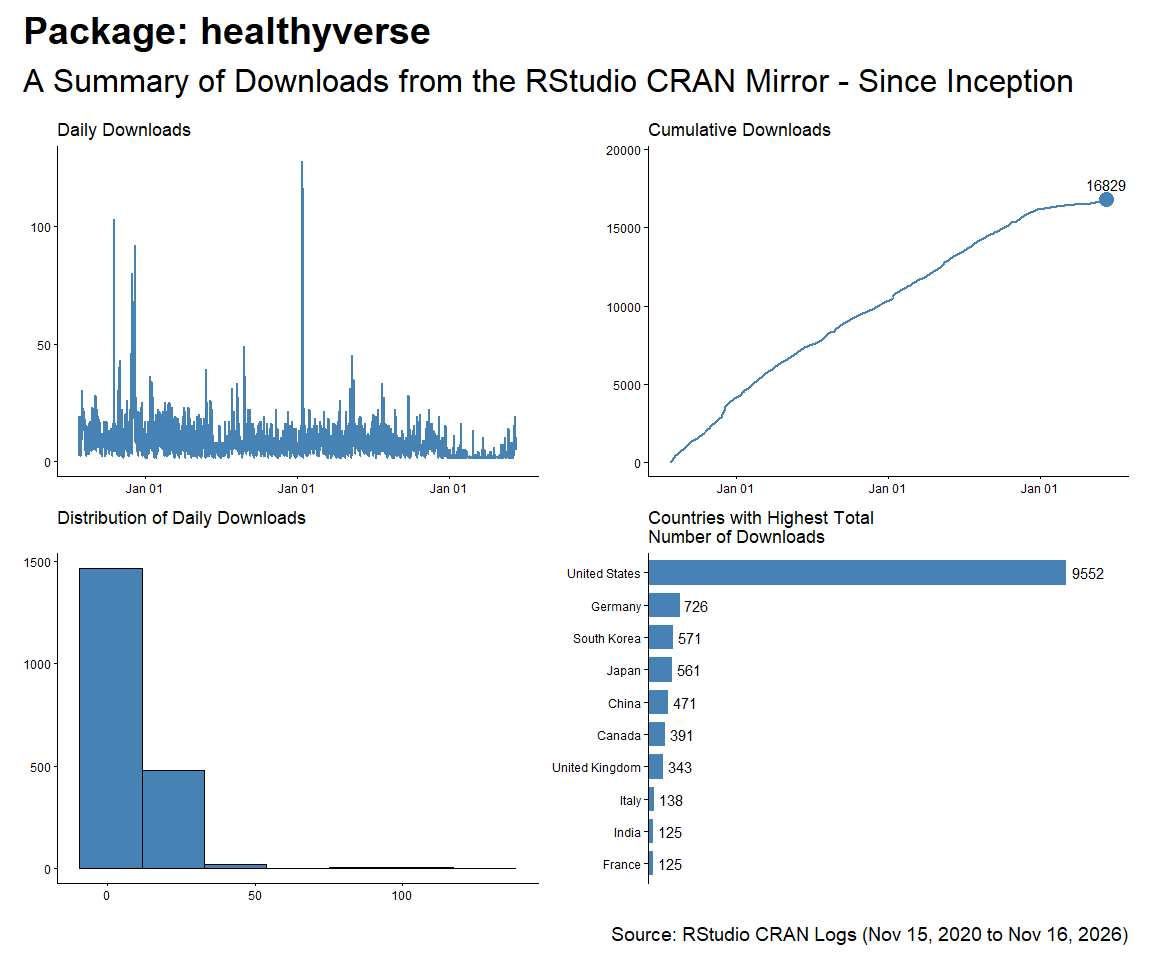 Package: healthyverse
A Summary of Downloads from the RStudio CRAN Mirror - Since Inception
Daily Downloads
100
50
0
Jan 01 Jan 01 Jan 01
Cumulative Downloads
20000
15000
10000
5000
0
16829
Jan 01 Jan 01 Jan 01
Distribution of Daily Downloads
1500
1000
500
0
0 50 100
Countries with Highest Total
Number of Downloads
United States 9552
Germany 726
South Korea 571
Japan 561
China 471
Canada 391
United Kingdom 343
Italy 138
India 125
France 125
Source: RStudio CRAN Logs (Nov 15, 2020 to Nov 16, 2026)